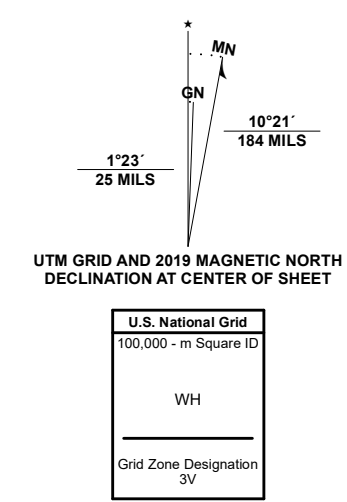 ★
MN
GN
10°21´
184 MILS
1°23´
25 MILS
UTM GRID AND 2019 MAGNETIC NORTH
DECLINATION AT CENTER OF SHEET
U.S. National Grid
100,000 - m Square ID
WH
Grid Zone Designation
3V